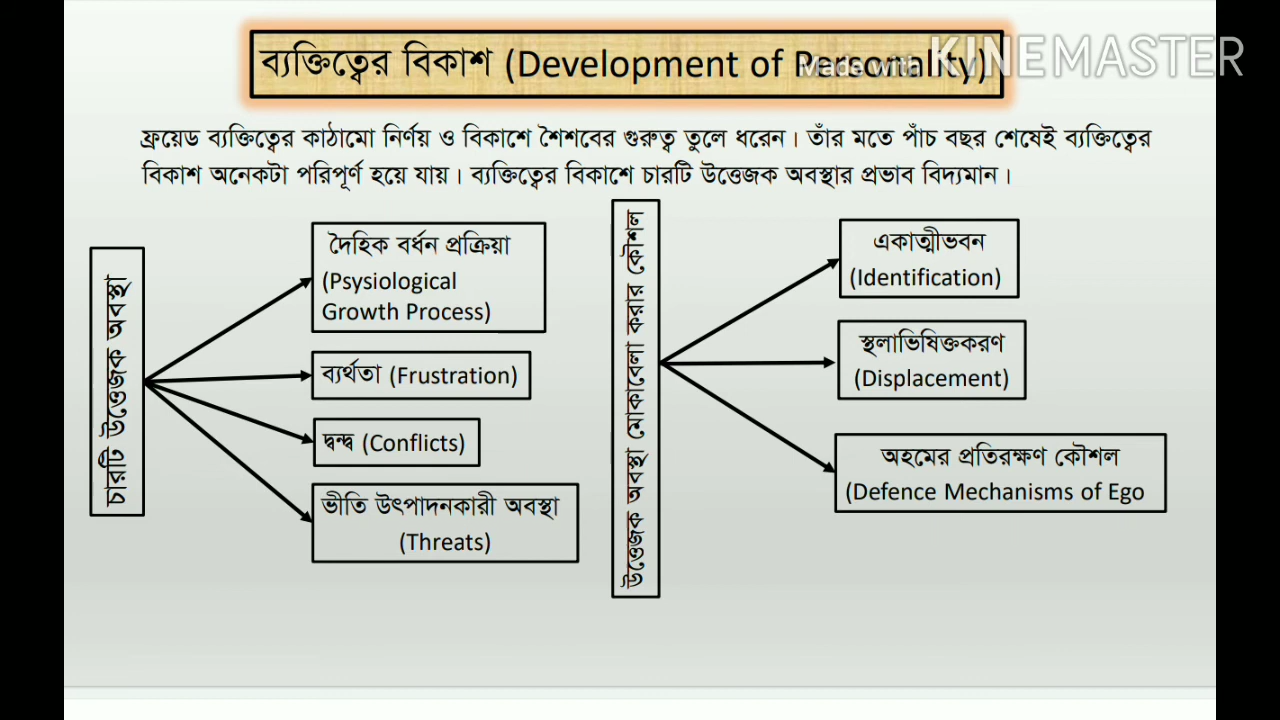 ব্যক্তিত্বের বিকাশ (Development of Personality)
Made with KINEMASTER
ফ্রয়েড ব্যক্তিত্বের কাঠামো নির্ণয় ও বিকাশে শৈশবের গুরুত্ব তুলে ধরেন। তাঁর মতে পাঁচ বছর শেষেই ব্যক্তিত্বের
বিকাশ অনেকটা পরিপূর্ণ হয়ে যায়। ব্যক্তিত্বের বিকাশে চারটি উত্তেজক অবস্থার প্রভাব বিদ্যমান।
চারটি উত্তেজক অবস্থা
দৈহিক বর্ধন প্রক্রিয়া
(Psysiological
Growth Process)
ব্যর্থতা (Frustration)
দ্বন্দ্ব (Conflicts)
ভীতি উৎপাদনকারী অবস্থা
(Threats)
উত্তেজক অবস্থা মোকাবেলা করার কৌশল
একাত্মীভবন
(Identification)
স্থলাভিষিক্তকরণ
(Displacement)
অহমের প্রতিরক্ষণ কৌশল
(Defence Mechanisms of Ego